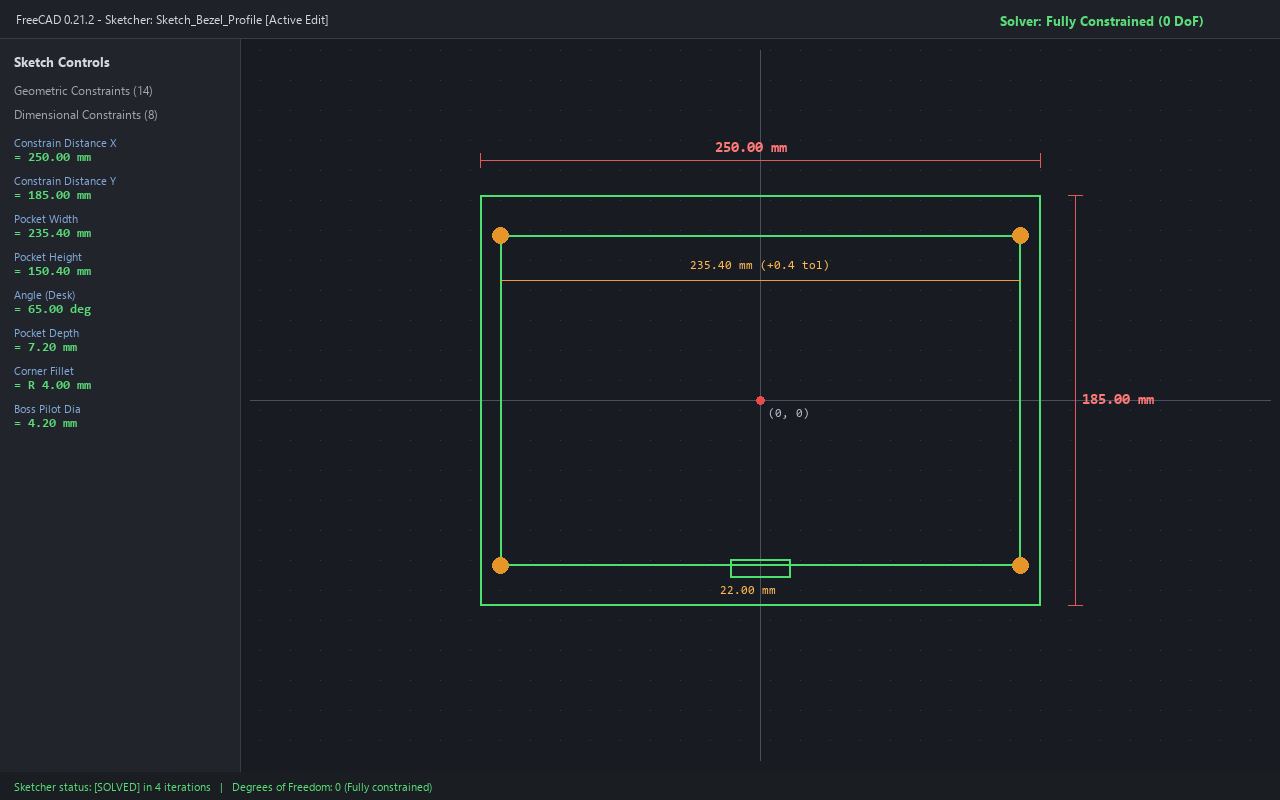 FreeCAD 0.21.2 - Sketcher: Sketch_Bezel_Profile [Active Edit]
Solver: Fully Constrained (0 DoF)
Sketch Controls
Geometric Constraints (14)
Dimensional Constraints (8)
Constrain Distance X
= 250.00 mm
Constrain Distance Y
= 185.00 mm
Pocket Width
= 235.40 mm
Pocket Height
= 150.40 mm
Angle (Desk)
= 65.00 deg
Pocket Depth
= 7.20 mm
Corner Fillet
= R 4.00 mm
Boss Pilot Dia
= 4.20 mm
250.00 mm
235.40 mm (+0.4 tol)
185.00 mm
(0, 0)
22.00 mm
Sketcher status: [SOLVED] in 4 iterations | Degrees of Freedom: 0 (Fully constrained)